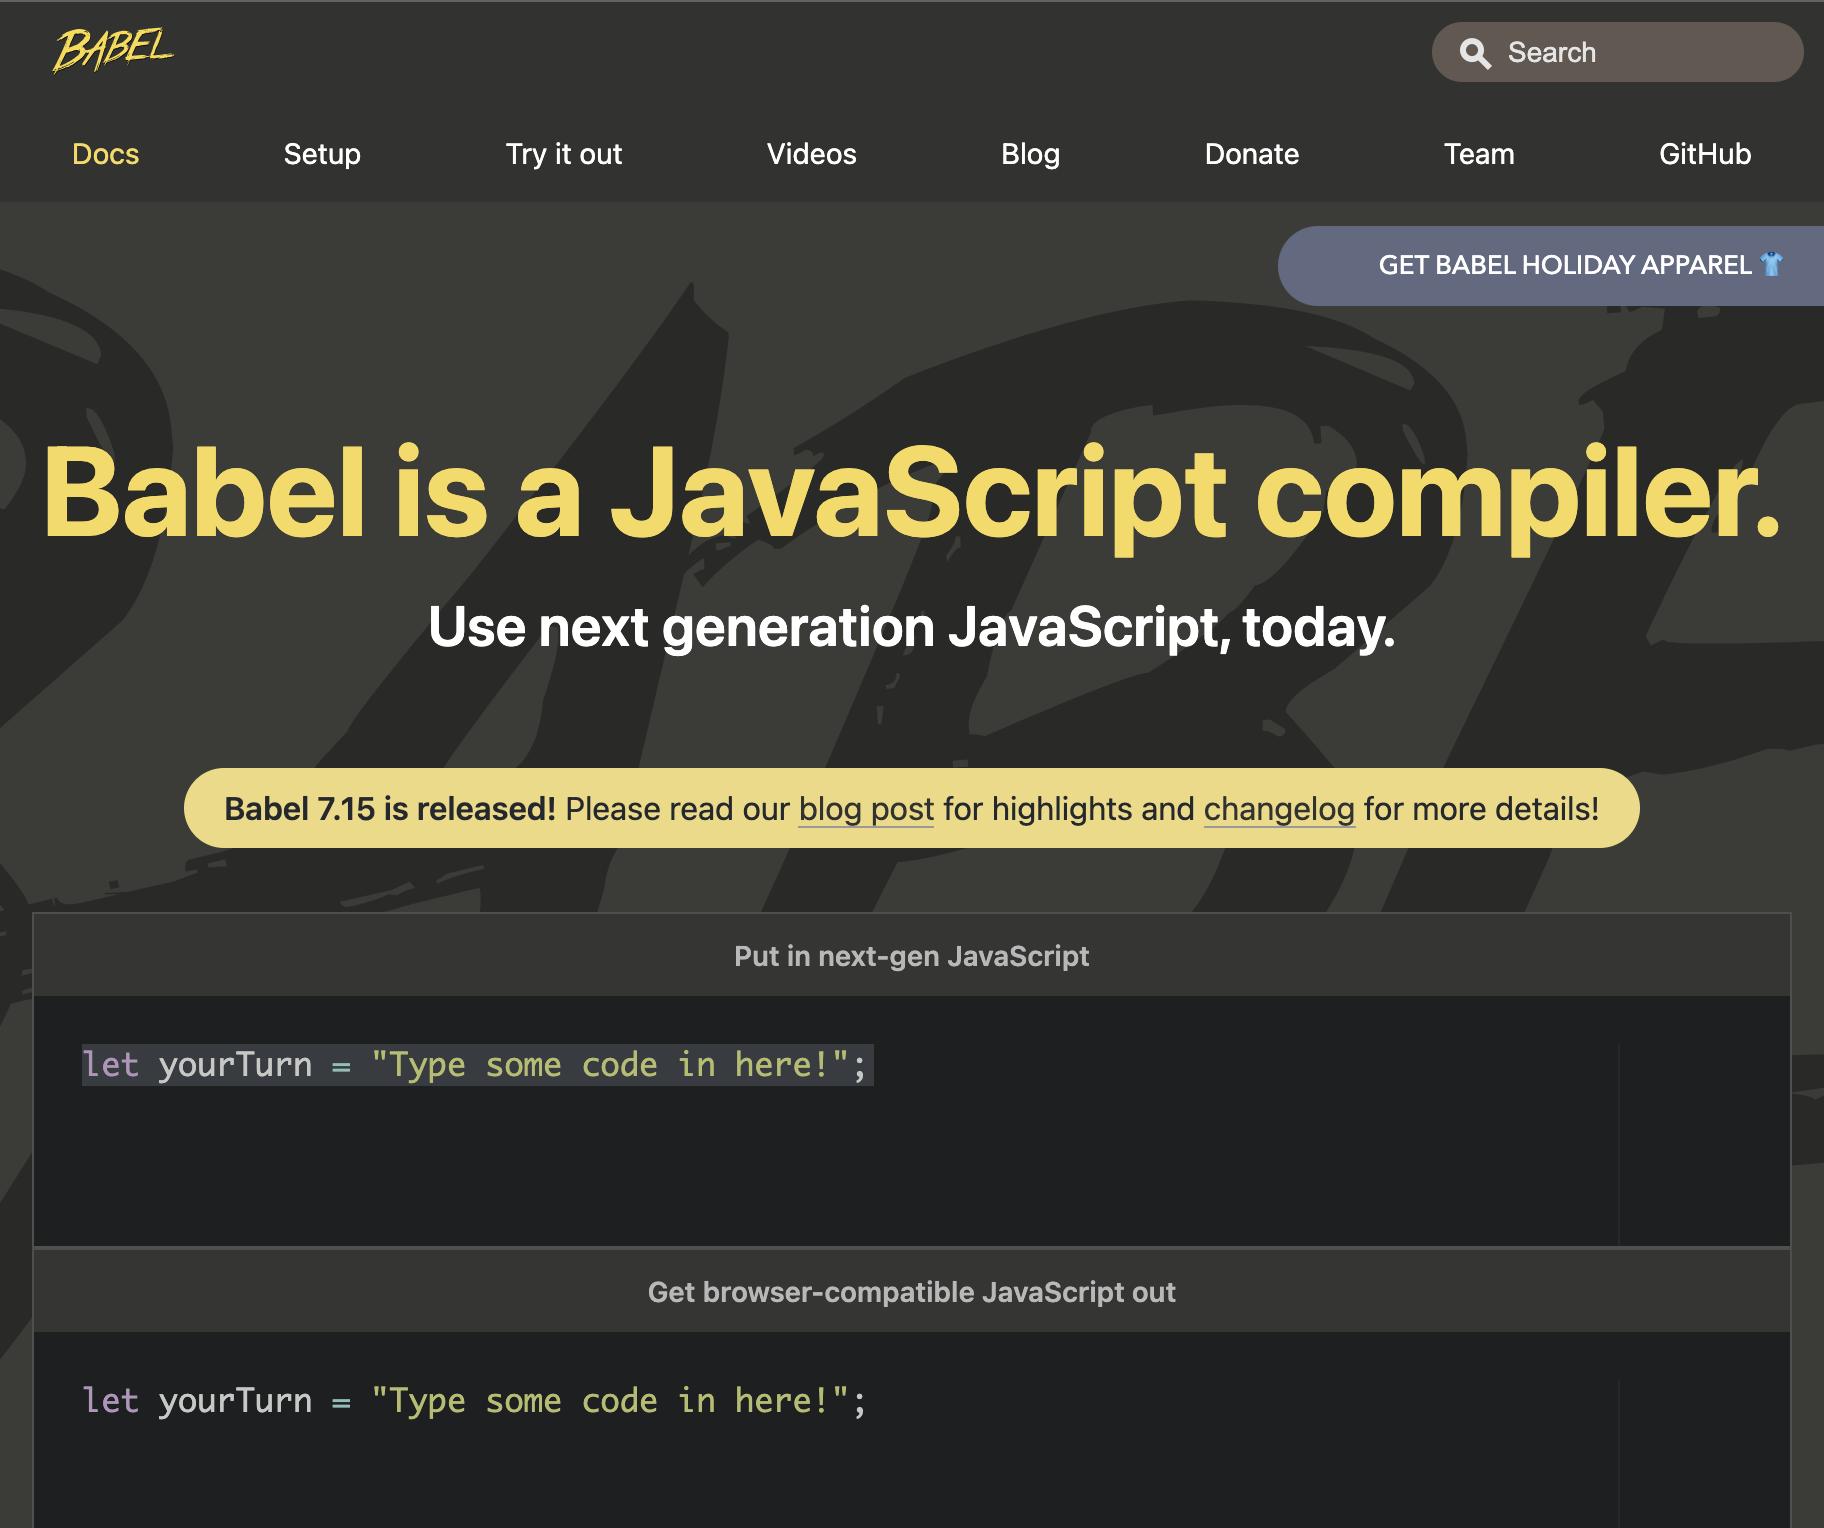 BABEL
Search
Docs Setup Try it out Videos Blog Donate Team GitHub
GET BABEL HOLIDAY APPAREL 👕
Babel is a JavaScript compiler.
Use next generation JavaScript, today.
Babel 7.15 is released! Please read our blog post for highlights and changelog for more details!
Put in next-gen JavaScript
let yourTurn = "Type some code in here!";
Get browser-compatible JavaScript out
let yourTurn = "Type some code in here!";